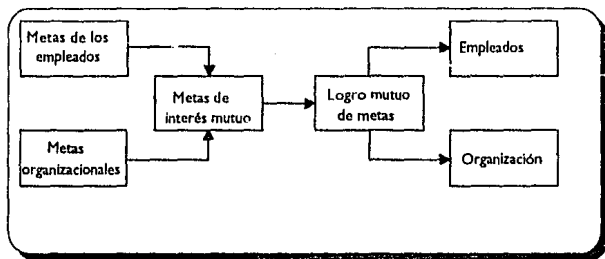 Metas de los
empleados
Empleados
Metas de
interés mutuo
Logro mutuo
de metas
Metas
organizacionales
Organización